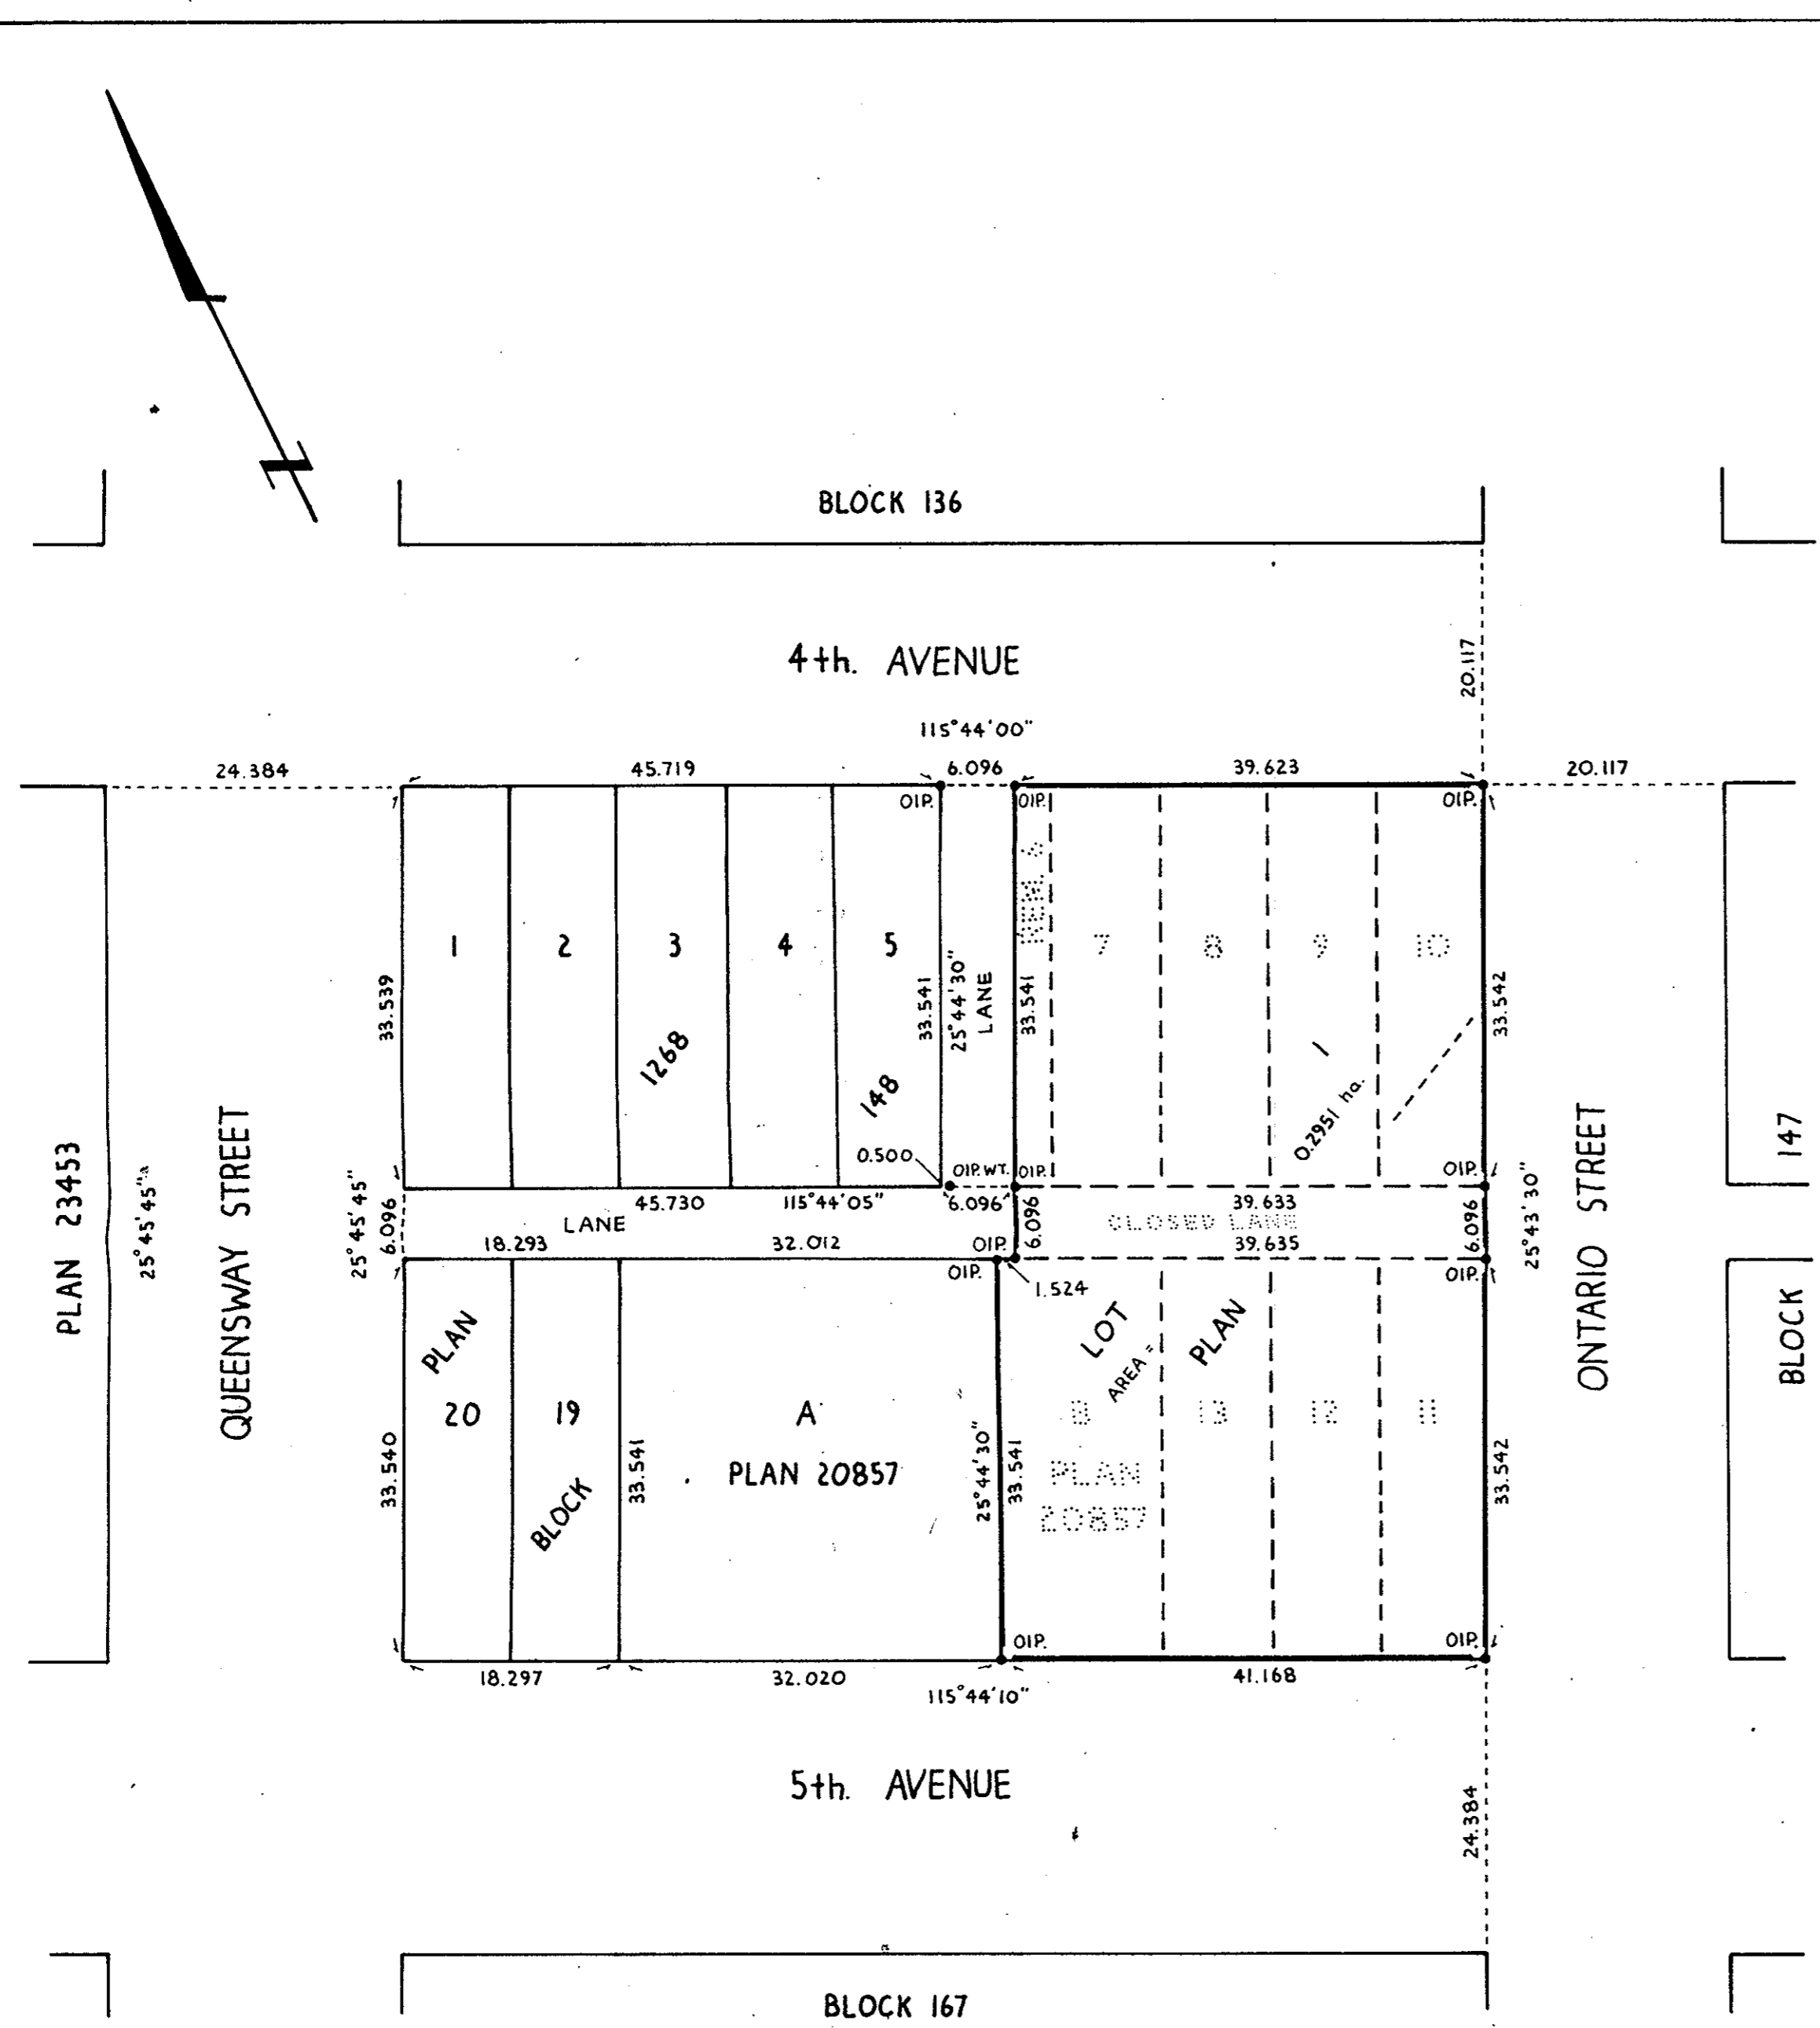 BLOCK 136
4th. AVENUE
20.117
115°44'00"
24.384
45.719
6.096
39.623
20.117
OIP.
OIP.
OIP.
REM. 6
1
2
3
4
5
7
8
9
10
33.539
33.541
25°44'30"
LANE
33.541
33.542
1268
148
1
0.2951 ha.
0.500
OIP. WT.
OIP.
OIP.
45.730
115°44'05"
6.096
39.633
LANE
6.096
6.096
CLOSED LANE
6.096
18.293
32.012
OIP.
39.635
OIP.
OIP.
1.524
PLAN 23453
25°45'45"
QUEENSWAY STREET
25°45'45"
25°43'30"
ONTARIO STREET
147
BLOCK
PLAN
LOT
AREA =
PLAN
20
19
A
B
13
12
11
PLAN 20857
PLAN
20857
BLOCK
33.540
33.541
25°44'30"
33.541
33.542
OIP.
OIP.
18.297
32.020
41.168
115°44'10"
5th. AVENUE
24.384
BLOCK 167